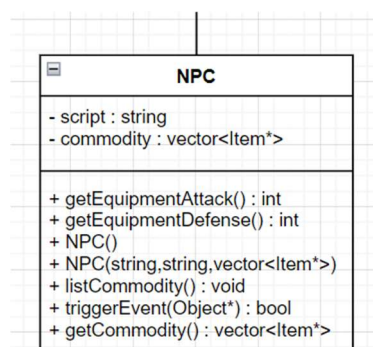 NPC
- script : string
- commodity : vector<Item*>
+ getEquipmentAttack() : int
+ getEquipmentDefense() : int
+ NPC()
+ NPC(string,string,vector<Item*>)
+ listCommodity() : void
+ triggerEvent(Object*) : bool
+ getCommodity() : vector<Item*>